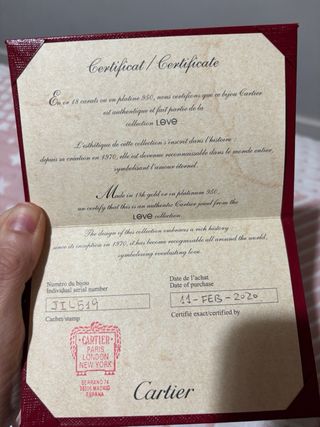 Certificat / Certificate
En or 18 carats ou en platine 950, nous certifions que ce bijou Cartier
est authentique et fait partie de la
collection LOVE
L'esthétique de cette collection s'inscrit dans l'histoire :
depuis sa création en 1970, elle est devenue reconnaissable dans le monde entier,
symbolisant l'amour éternel.
Made in 18k gold or in platinum 950,
we certify that this is an authentic Cartier jewel from the
LOVE collection
The design of this collection embraces a rich history
since its inception in 1970, it has become recognisable all around the world,
symbolising everlasting love.
Numéro du bijou
Individual serial number
JIL519
Cachet/stamp
Date de l'achat
Date of purchase
11-FEB-2020
Certifié exact/certified by
CARTIER
PARIS
LONDON
NEW YORK
SERRANO 74
28006 MADRID
ESPAÑA
Cartier